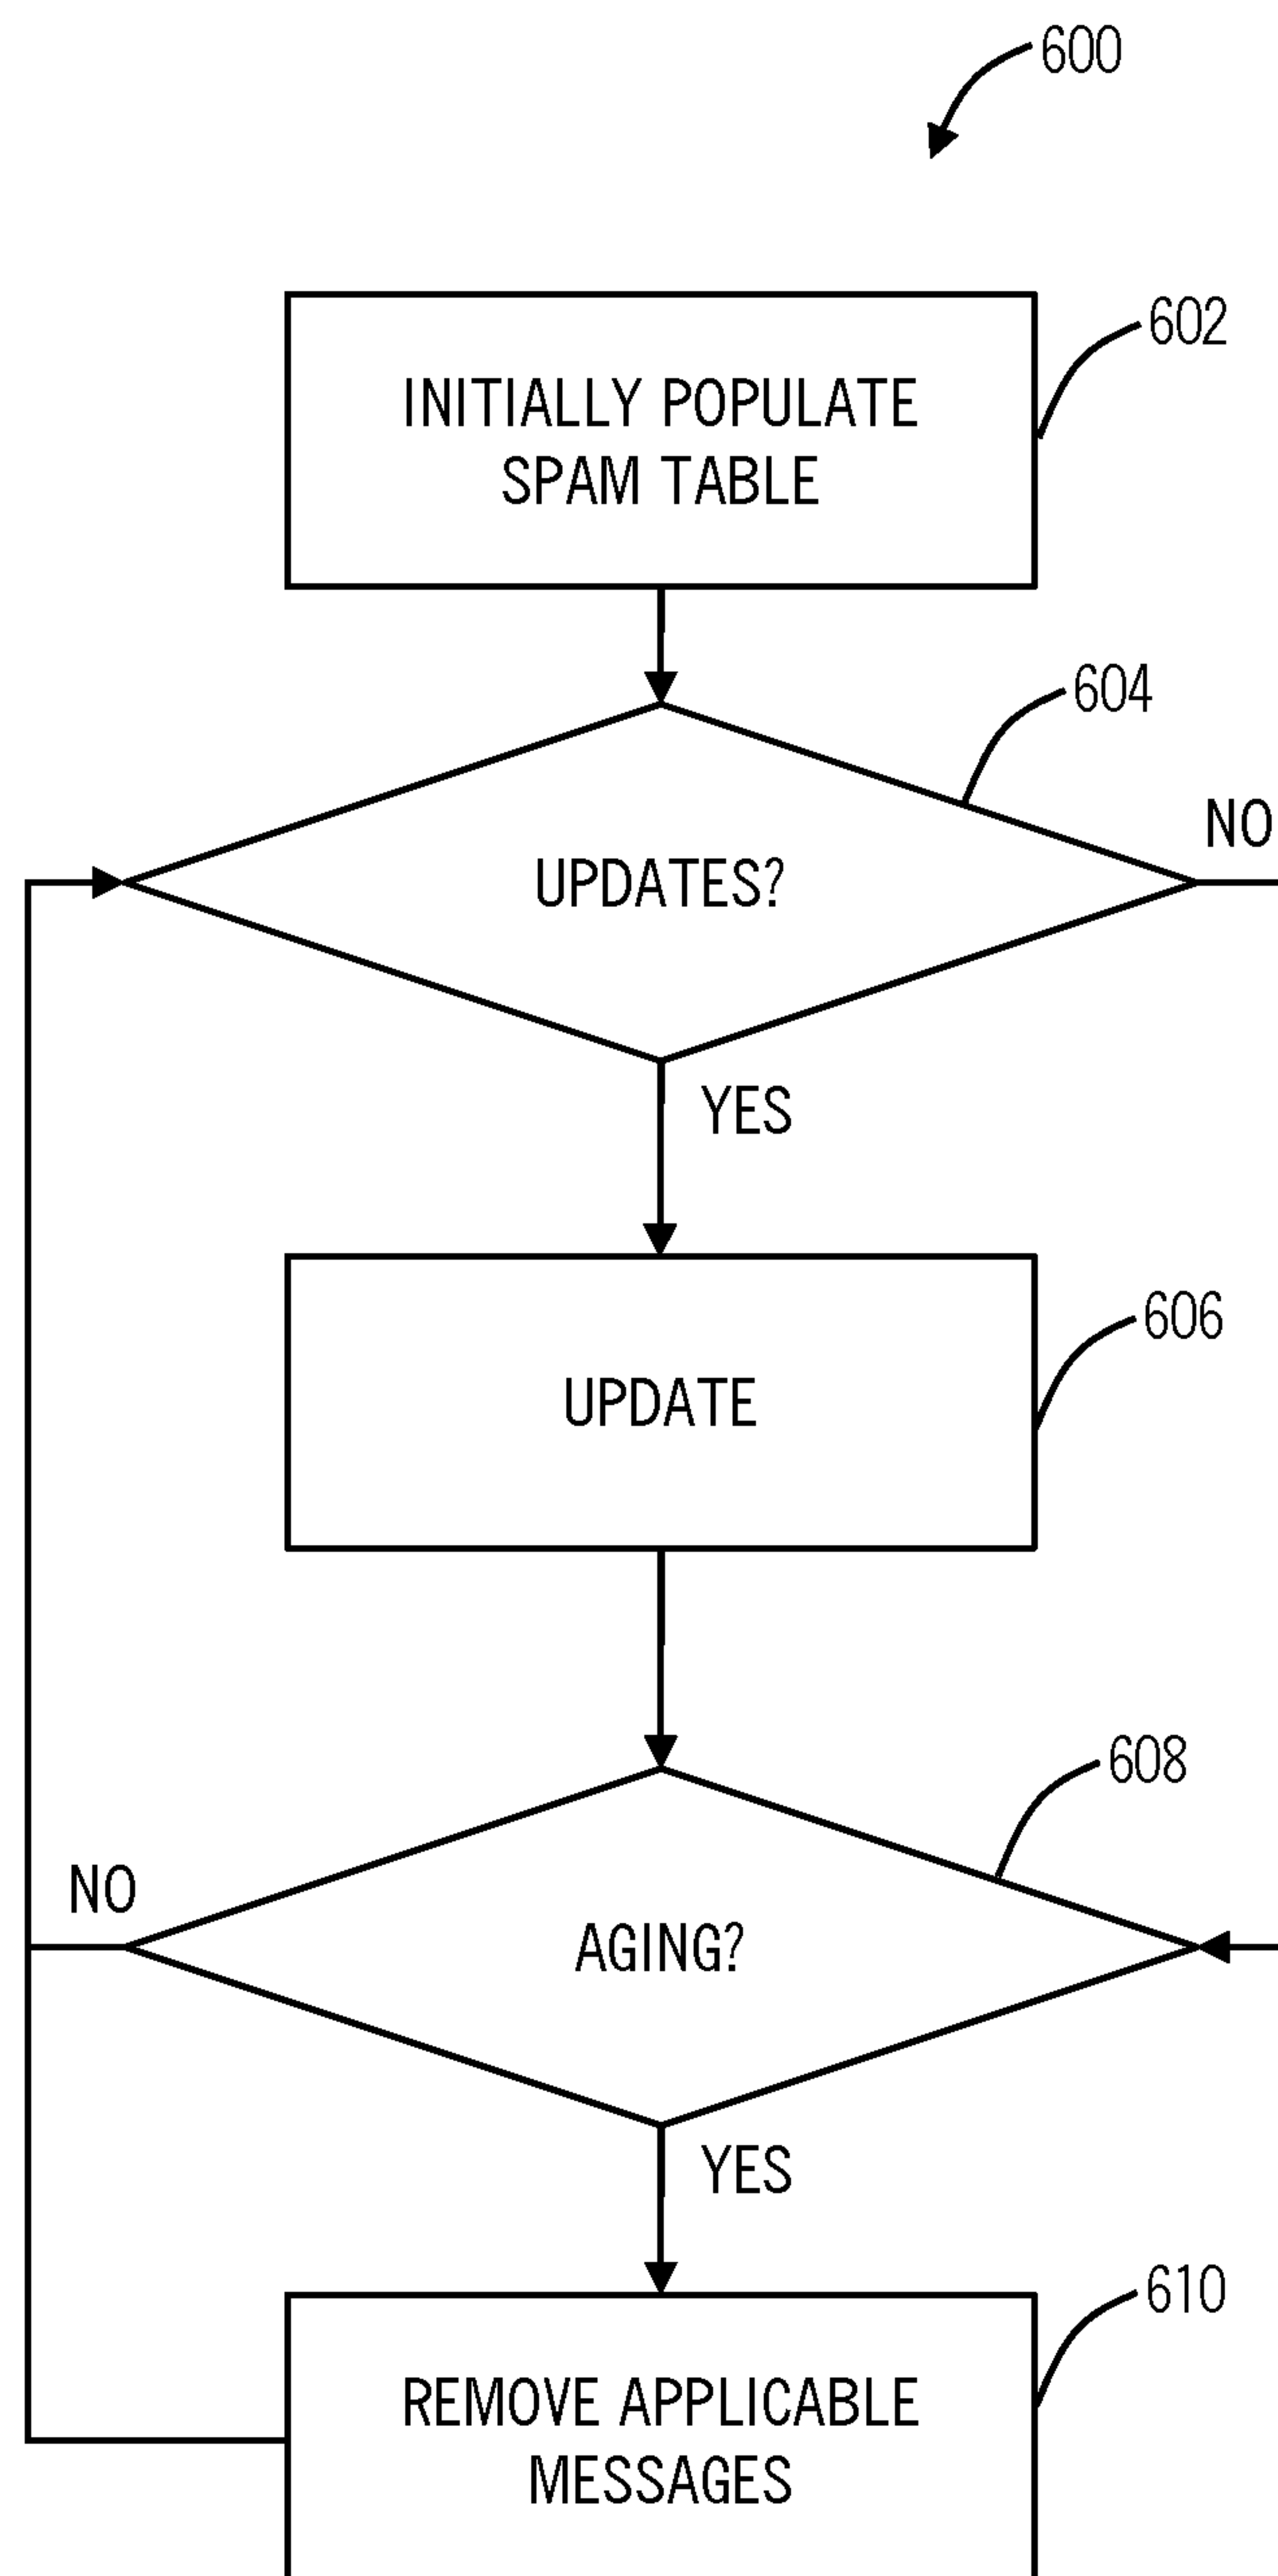 600
INITIALLY POPULATE
SPAM TABLE
602
604
UPDATES?
NO
YES
UPDATE
606
608
NO
AGING?
YES
610
REMOVE APPLICABLE
MESSAGES